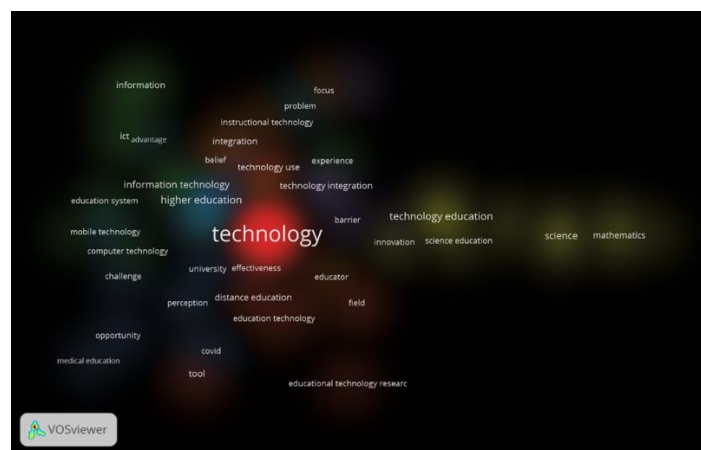 information
focus
problem
instructional technology
ict
advantage
integration
belief
technology use
experience
information technology
technology integration
education system
higher education
technology education
barrier
mobile technology
technology
innovation
science education
science
mathematics
computer technology
challenge
university
effectiveness
educator
perception
distance education
field
education technology
opportunity
covid
medical education
tool
educational technology researc
VOSviewer